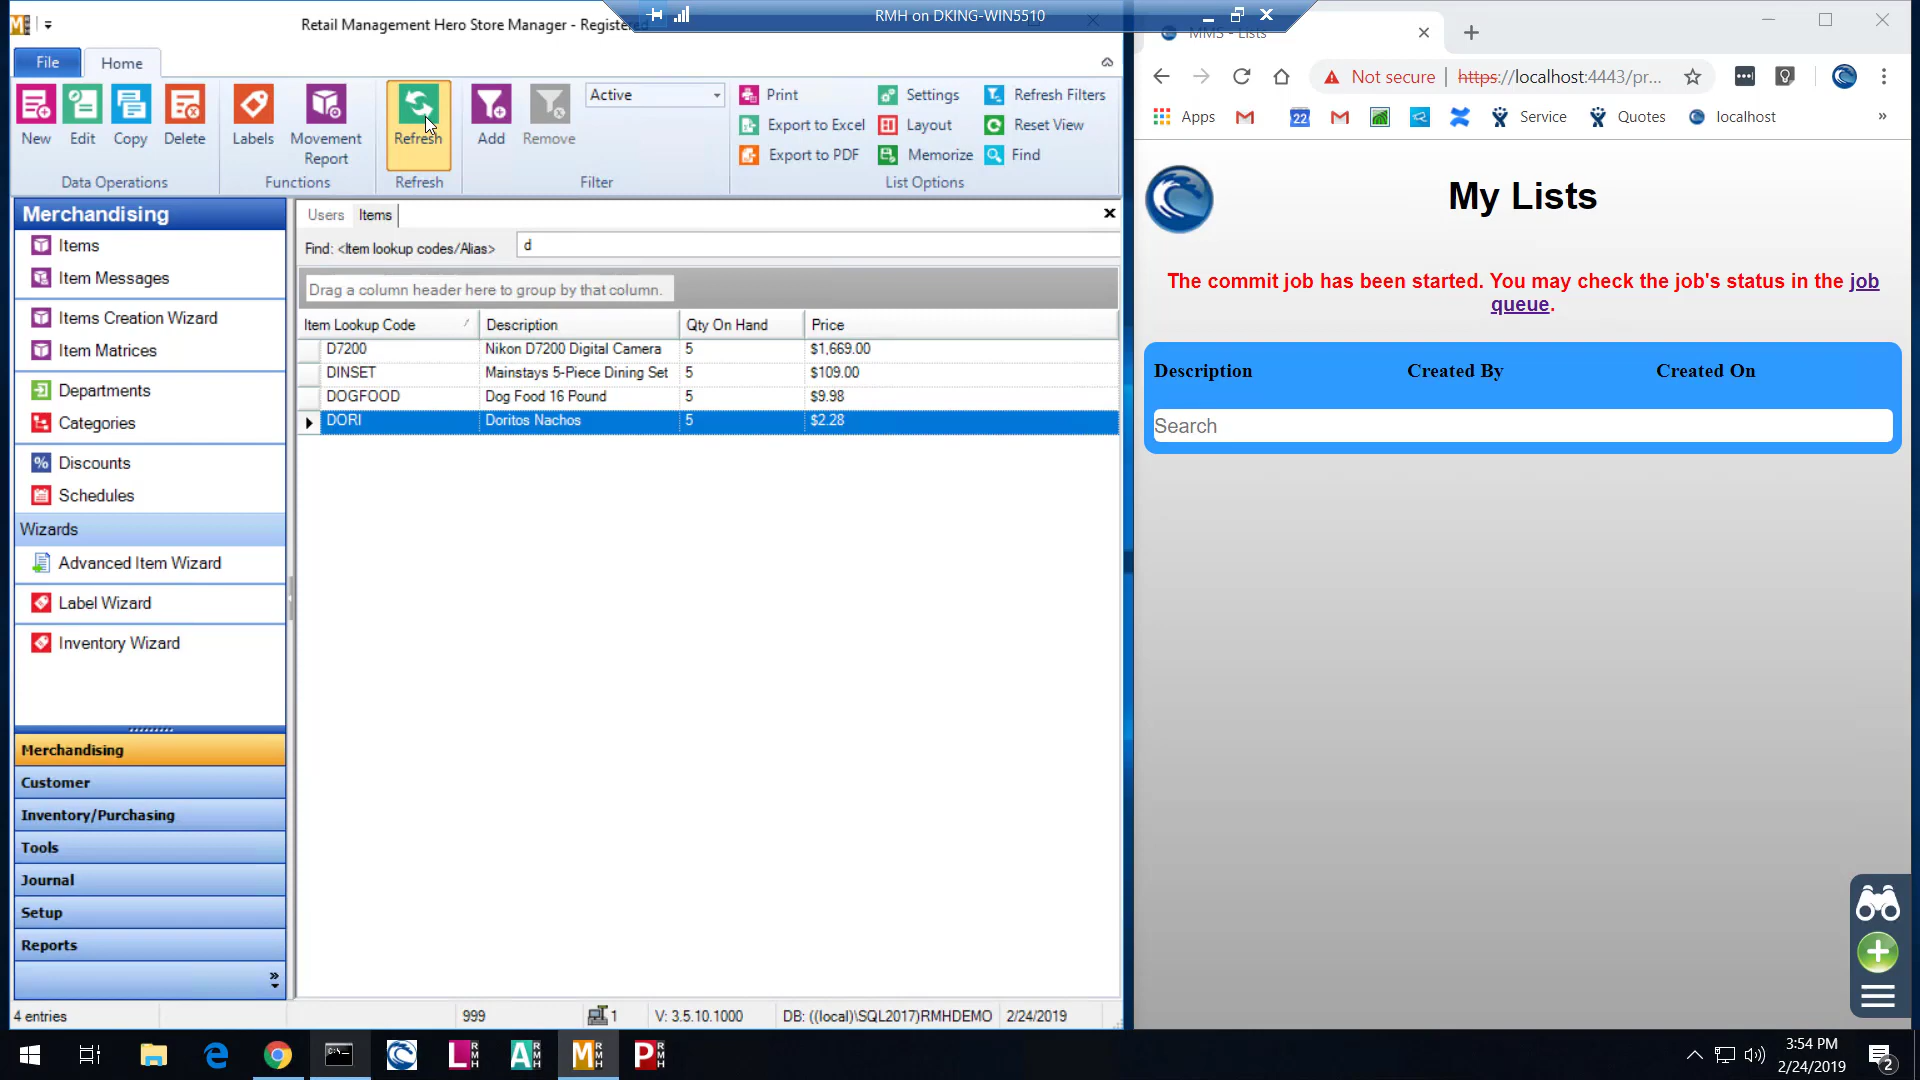 Retail Management Hero Store Manager - Registered
RMH on DKING-WIN5510
MMS - Lists
File
Home
New
Edit
Copy
Delete
Data Operations
Labels
Movement
Report
Functions
Refresh
Refresh
Add
Remove
Active
Filter
Print
Export to Excel
Export to PDF
Settings
Layout
Memorize
Refresh Filters
Reset View
Find
List Options
Not secure
https://localhost:4443/pr...
Apps
22
Service
Quotes
localhost
»
Merchandising
Items
Item Messages
Items Creation Wizard
Item Matrices
Departments
Categories
Discounts
Schedules
Wizards
Advanced Item Wizard
Label Wizard
Inventory Wizard
Merchandising
Customer
Inventory/Purchasing
Tools
Journal
Setup
Reports
Users
Items
Find: <Item lookup codes/Alias>
d
Drag a column header here to group by that column.
Item Lookup Code Description Qty On Hand Price
D7200 Nikon D7200 Digital Camera 5 $1,669.00
DINSET Mainstays 5-Piece Dining Set 5 $109.00
DOGFOOD Dog Food 16 Pound 5 $9.98
DORI Doritos Nachos 5 $2.28
My Lists
The commit job has been started. You may check the job's status in the job
queue.
Description Created By Created On
Search
4 entries
999
1
V: 3.5.10.1000
DB: ((local)\SQL2017)RMHDEMO
2/24/2019
C:\_
L RMH
A RMH
M RMH
P RMH
3:54 PM
2/24/2019
2